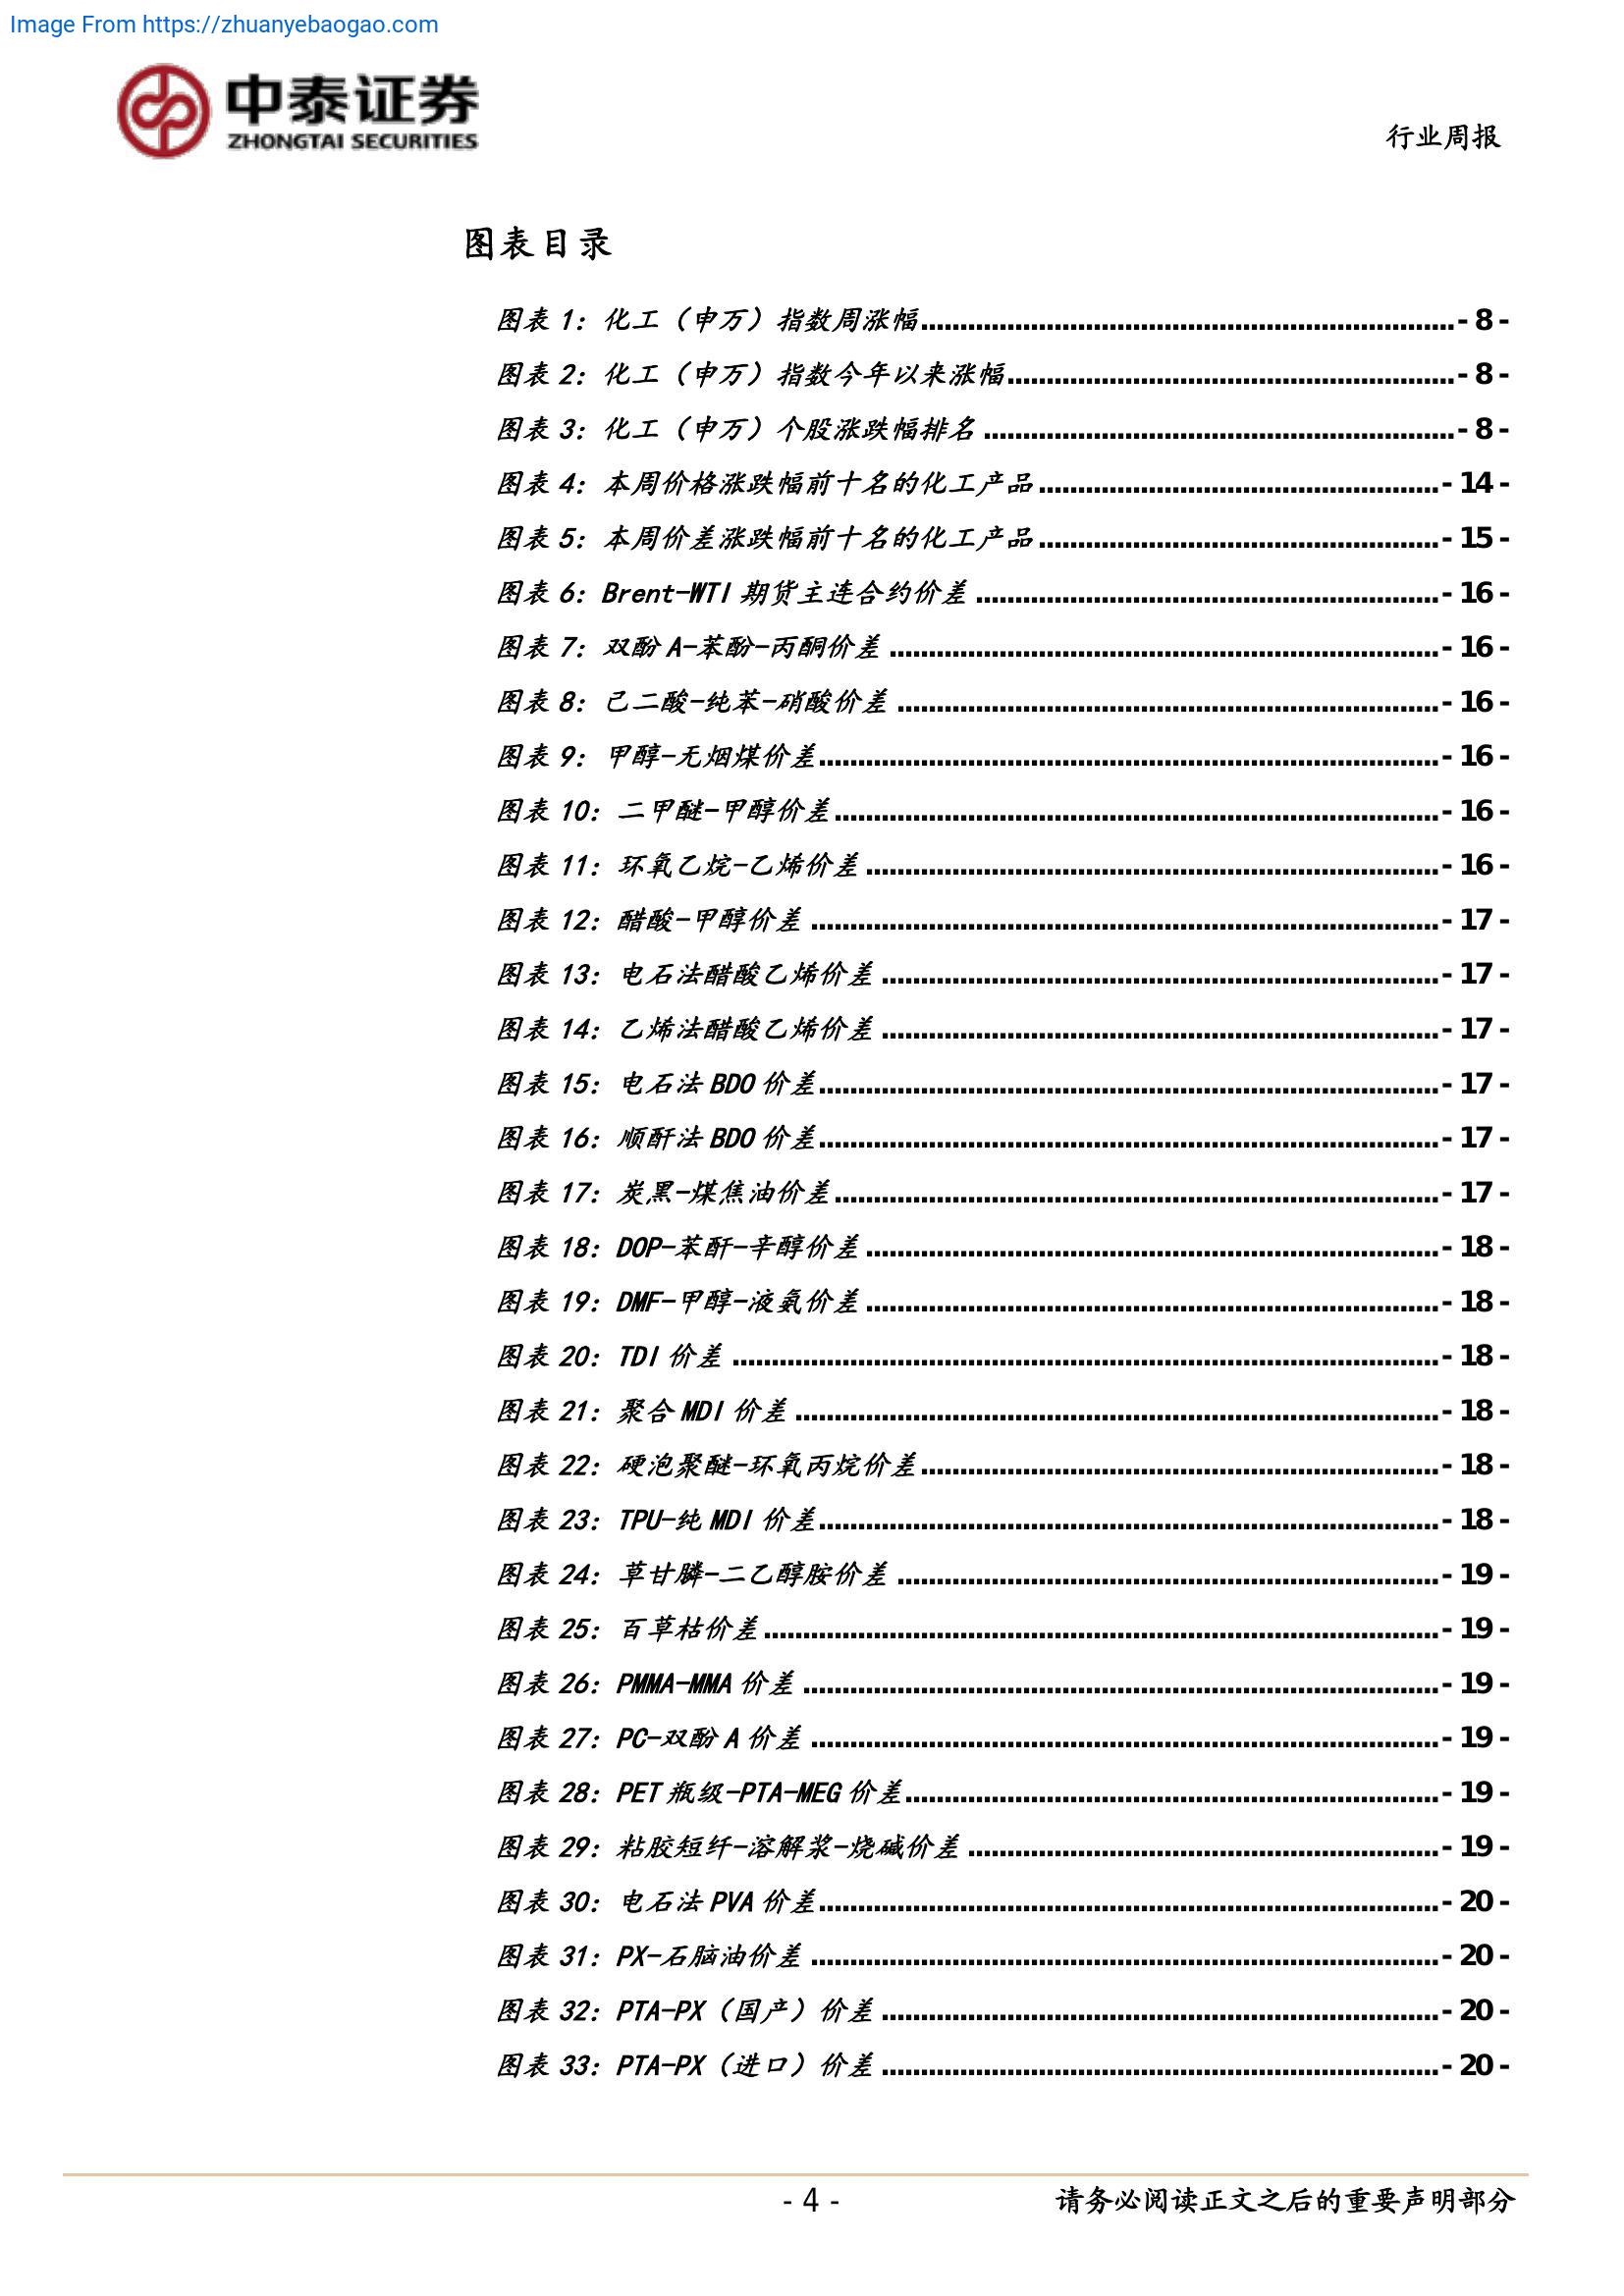 Image From https://zhuanyebaogao.com
中泰证券
ZHONGTAI SECURITIES
行业周报
图表目录
图表 1：化工（申万）指数周涨幅....................- 8 -
图表 2：化工（申万）指数今年以来涨幅....................- 8 -
图表 3：化工（申万）个股涨跌幅排名....................- 8 -
图表 4：本周价格涨跌幅前十名的化工产品....................- 14 -
图表 5：本周价差涨跌幅前十名的化工产品....................- 15 -
图表 6：Brent-WTI 期货主连合约价差....................- 16 -
图表 7：双酚 A-苯酚-丙酮价差....................- 16 -
图表 8：己二酸-纯苯-硝酸价差....................- 16 -
图表 9：甲醇-无烟煤价差....................- 16 -
图表 10：二甲醚-甲醇价差....................- 16 -
图表 11：环氧乙烷-乙烯价差....................- 16 -
图表 12：醋酸-甲醇价差....................- 17 -
图表 13：电石法醋酸乙烯价差....................- 17 -
图表 14：乙烯法醋酸乙烯价差....................- 17 -
图表 15：电石法 BDO 价差....................- 17 -
图表 16：顺酐法 BDO 价差....................- 17 -
图表 17：炭黑-煤焦油价差....................- 17 -
图表 18：DOP-苯酐-辛醇价差....................- 18 -
图表 19：DMF-甲醇-液氨价差....................- 18 -
图表 20：TDI 价差....................- 18 -
图表 21：聚合 MDI 价差....................- 18 -
图表 22：硬泡聚醚-环氧丙烷价差....................- 18 -
图表 23：TPU-纯 MDI 价差....................- 18 -
图表 24：草甘膦-二乙醇胺价差....................- 19 -
图表 25：百草枯价差....................- 19 -
图表 26：PMMA-MMA 价差....................- 19 -
图表 27：PC-双酚 A 价差....................- 19 -
图表 28：PET 瓶级-PTA-MEG 价差....................- 19 -
图表 29：粘胶短纤-溶解浆-烧碱价差....................- 19 -
图表 30：电石法 PVA 价差....................- 20 -
图表 31：PX-石脑油价差....................- 20 -
图表 32：PTA-PX（国产）价差....................- 20 -
图表 33：PTA-PX（进口）价差....................- 20 -
- 4 -
请务必阅读正文之后的重要声明部分